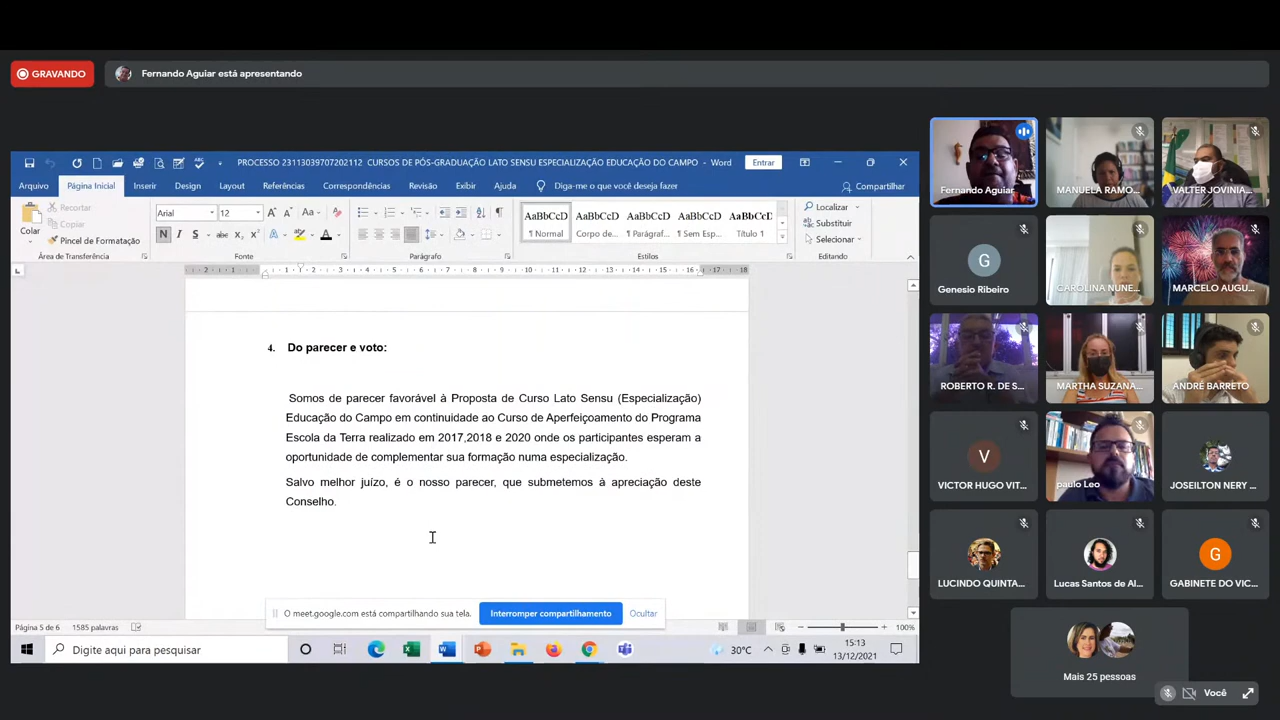 GRAVANDO
Fernando Aguiar está apresentando
PROCESSO 23113039707202112 CURSOS DE PÓS-GRADUAÇÃO LATO SENSU ESPECIALIZAÇÃO EDUCAÇÃO DO CAMPO - Word
Entrar
Arquivo Página Inicial Inserir Design Layout Referências Correspondências Revisão Exibir Ajuda Diga-me o que você deseja fazer Compartilhar
Colar
Recortar
Copiar
Pincel de Formatação
Área de Transferência
Arial 12
Fonte
Parágrafo
AaBbCcD AaBbCcD AaBbCcD AaBbCcD AaBbCcI
¶ Normal Corpo de... ¶ Parágraf... ¶ Sem Esp... Título 1
Estilos
Localizar
Substituir
Selecionar
Editando
4. Do parecer e voto:
Somos de parecer favorável à Proposta de Curso Lato Sensu (Especialização)
Educação do Campo em continuidade ao Curso de Aperfeiçoamento do Programa
Escola da Terra realizado em 2017,2018 e 2020 onde os participantes esperam a
oportunidade de complementar sua formação numa especialização.
Salvo melhor juízo, é o nosso parecer, que submetemos à apreciação deste
Conselho.
O meet.google.com está compartilhando sua tela.
Interromper compartilhamento
Ocultar
Página 5 de 6 1585 palavras
100%
Digite aqui para pesquisar
30°C
15:13
13/12/2021
Fernando Aguiar
MANUELA RAMO...
VALTER JOVINIA...
G
Genesio Ribeiro
CAROLINA NUNE...
MARCELO AUGU...
ROBERTO R. DE S...
MARTHA SUZANA...
ANDRÉ BARRETO
V
VICTOR HUGO VIT...
paulo Leo
JOSEILTON NERY ...
LUCINDO QUINTA...
Lucas Santos de Al...
G
GABINETE DO VIC...
Mais 25 pessoas
Você